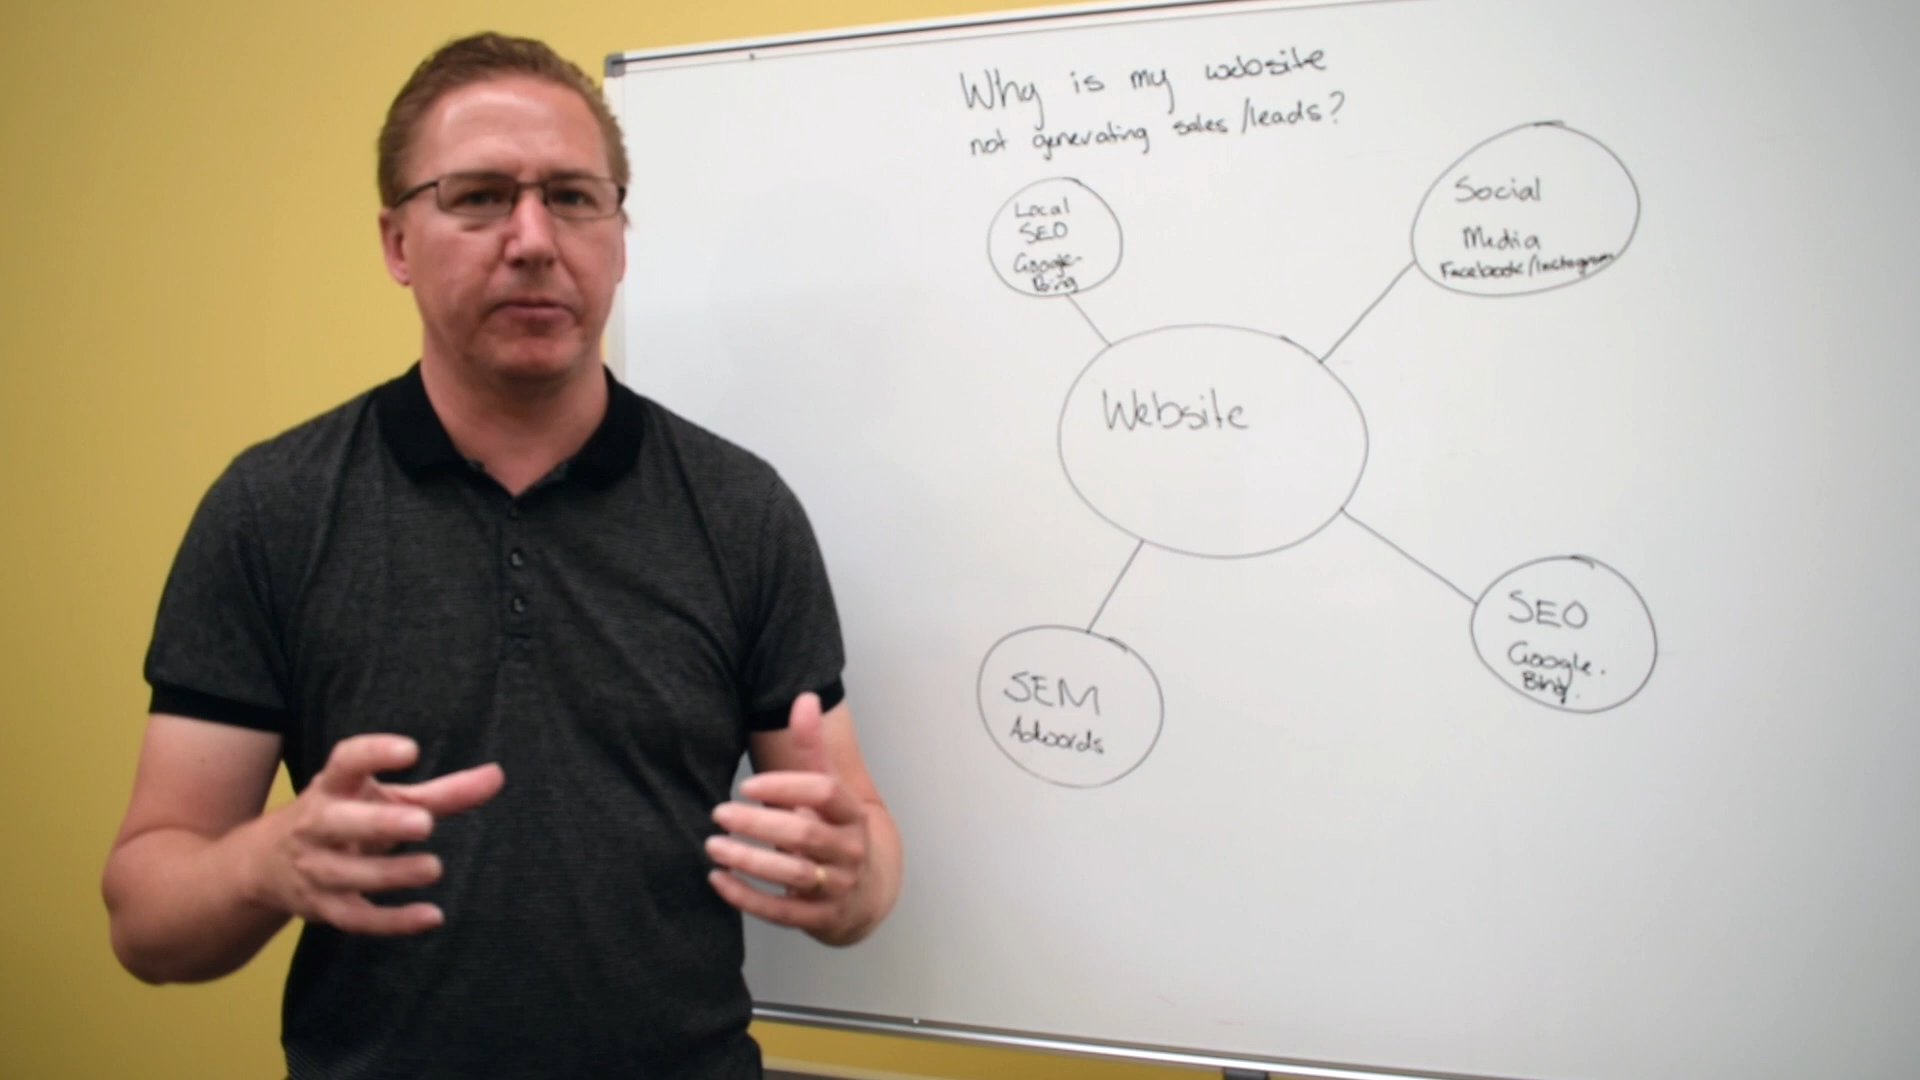 Why is my website
not generating sales/leads?
Local
SEO
Google-
Bing
Social
Media
Facebook/Instagram
Website
SEO
Google.
Bing.
SEM
Adwords